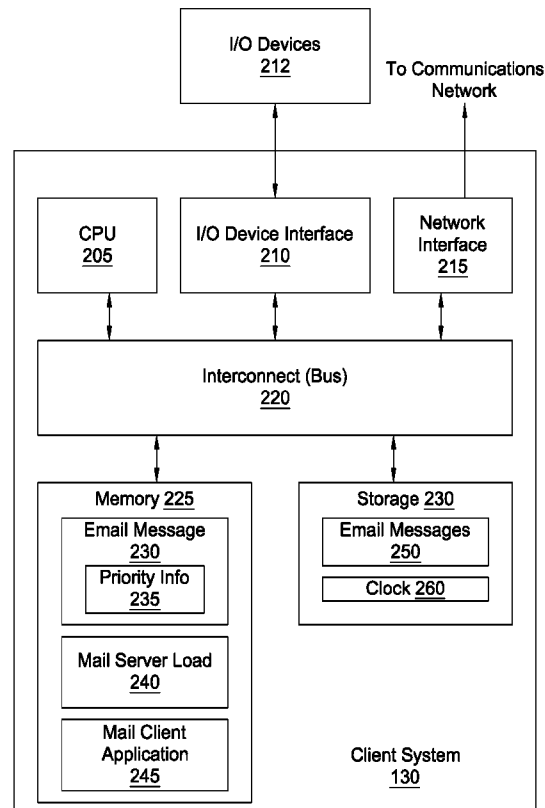 I/O Devices
212
To Communications
Network
CPU
205
I/O Device Interface
210
Network
Interface
215
Interconnect (Bus)
220
Memory 225
Email Message
230
Priority Info
235
Mail Server Load
240
Mail Client
Application
245
Storage 230
Email Messages
250
Clock 260
Client System
130